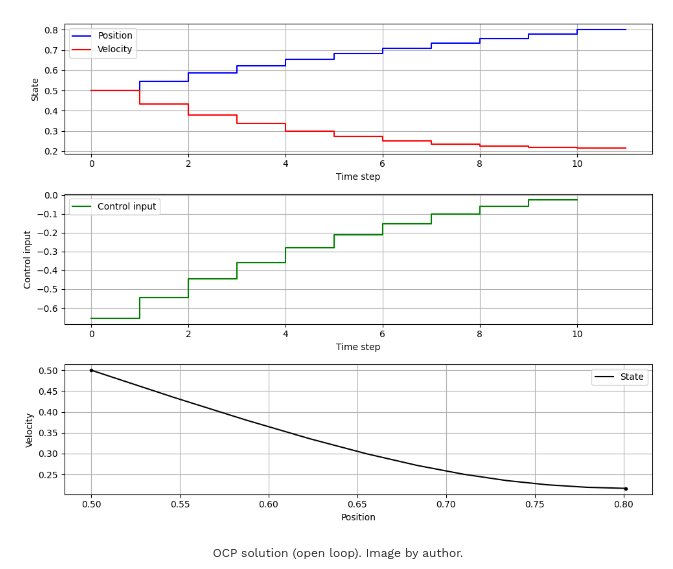 Position
Velocity
0.8
0.7
0.6
0.5
0.4
0.3
0.2
State
0 2 4 6 8 10
Time step
Control input
0.0
−0.1
−0.2
−0.3
−0.4
−0.5
−0.6
Control input
0 2 4 6 8 10
Time step
State
0.50
0.45
0.40
0.35
0.30
0.25
Velocity
0.50 0.55 0.60 0.65 0.70 0.75 0.80
Position
OCP solution (open loop). Image by author.